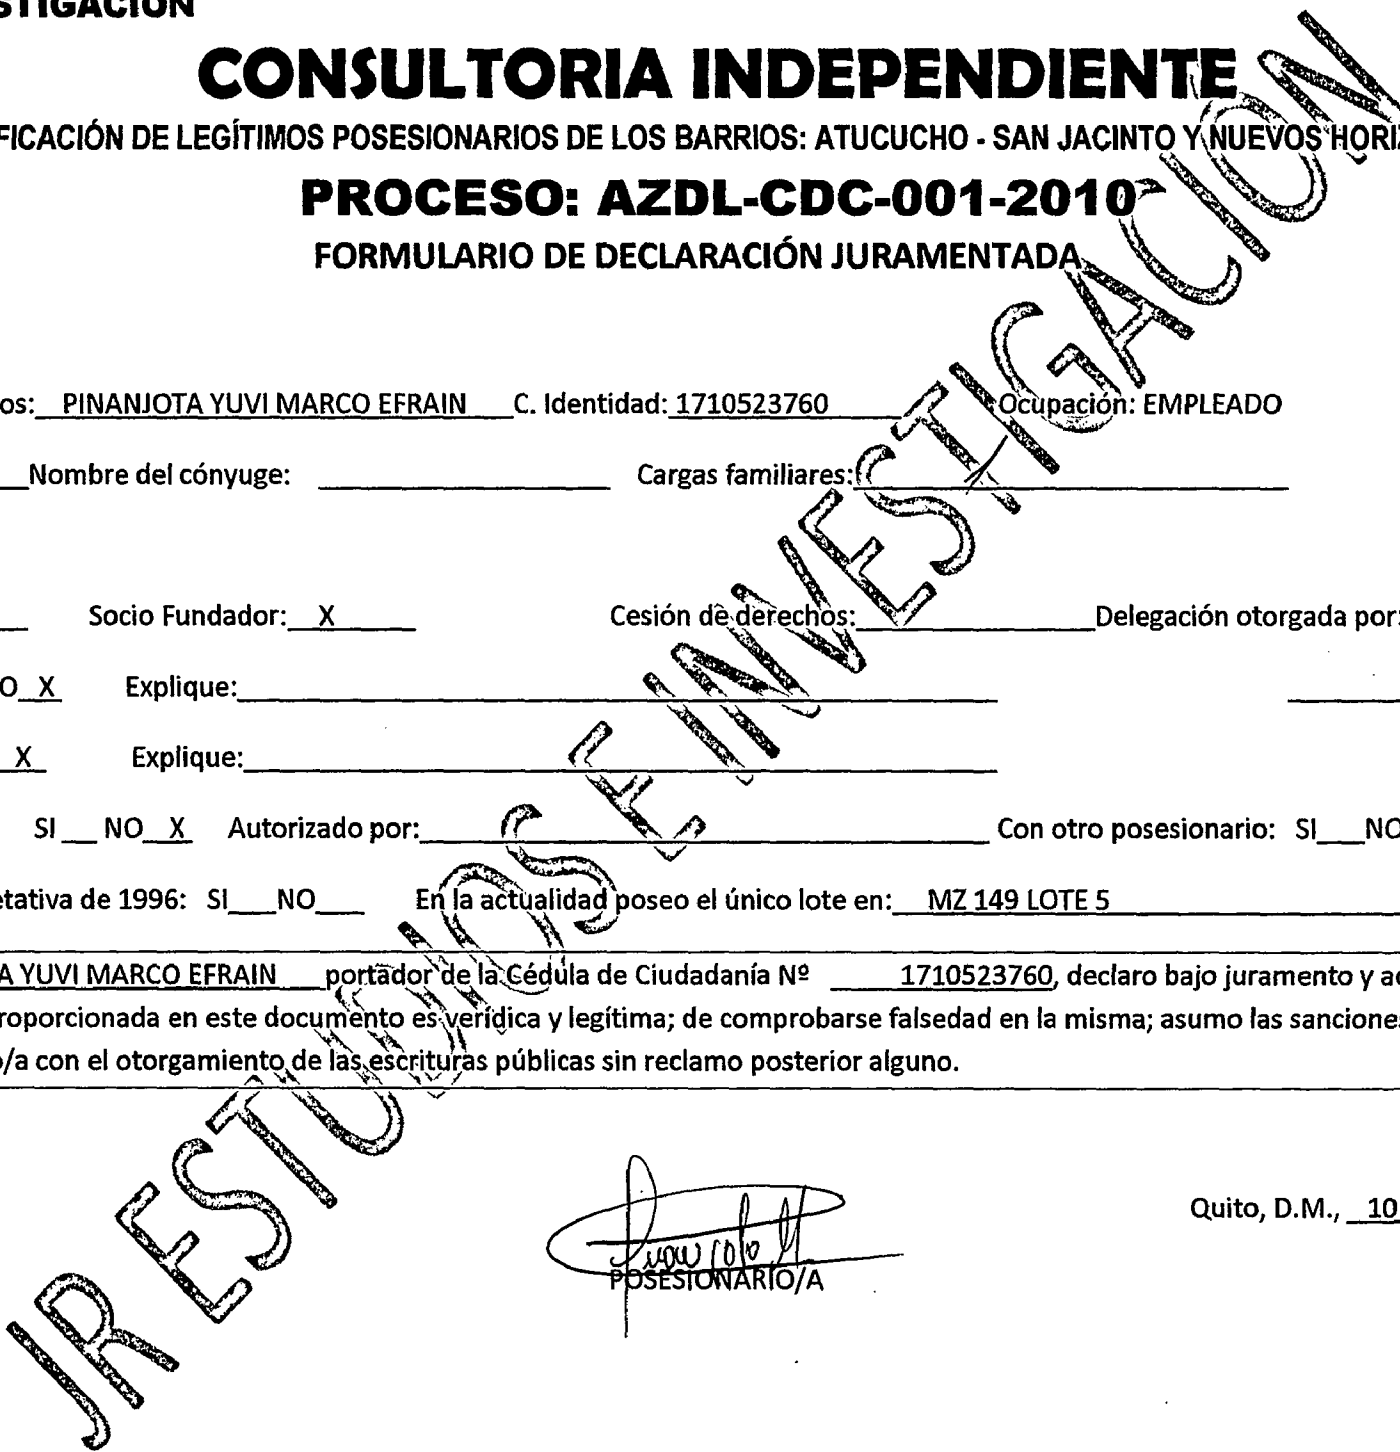 STIGACIÓN
CONSULTORIA INDEPENDIENTE
FICACIÓN DE LEGÍTIMOS POSESIONARIOS DE LOS BARRIOS: ATUCUCHO - SAN JACINTO Y NUEVOS HORI
PROCESO: AZDL-CDC-001-2010
FORMULARIO DE DECLARACIÓN JURAMENTADA
os: PINANJOTA YUVI MARCO EFRAIN C. Identidad: 1710523760 Ocupación: EMPLEADO
Nombre del cónyuge: Cargas familiares:
Socio Fundador: X Cesión de derechos: Delegación otorgada por:
O X Explique:
X Explique:
SI NO X Autorizado por: Con otro posesionario: SI NO
etativa de 1996: SI NO En la actualidad poseo el único lote en: MZ 149 LOTE 5
A YUVI MARCO EFRAIN portador de la Cédula de Ciudadanía Nº 1710523760, declaro bajo juramento y a
roporcionada en este documento es verídica y legítima; de comprobarse falsedad en la misma; asumo las sanciones
o/a con el otorgamiento de las escrituras públicas sin reclamo posterior alguno.
Quito, D.M., 10
POSESIONARIO/A
JR ESTUDIOS E INVESTIGACION